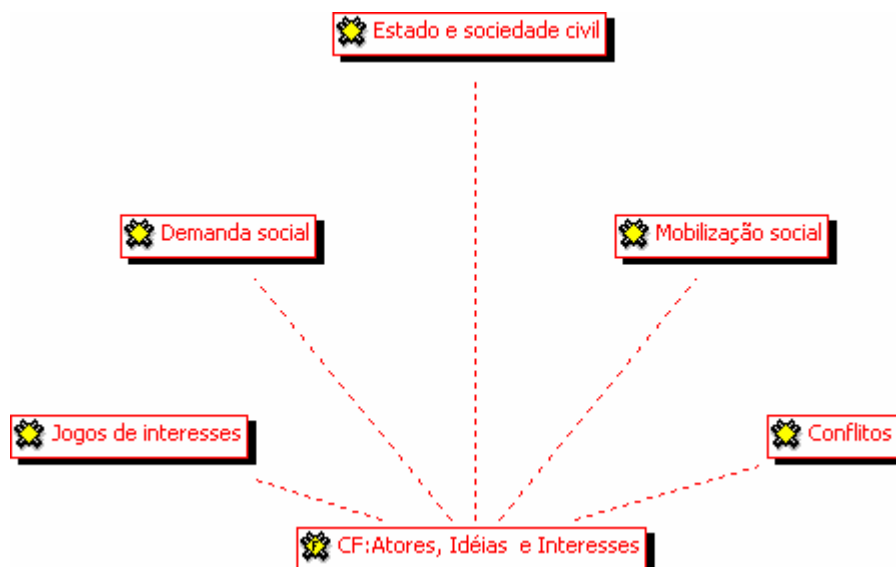 Estado e sociedade civil
Demanda social
Mobilização social
Jogos de interesses
Conflitos
CF:Atores, Idéias e Interesses